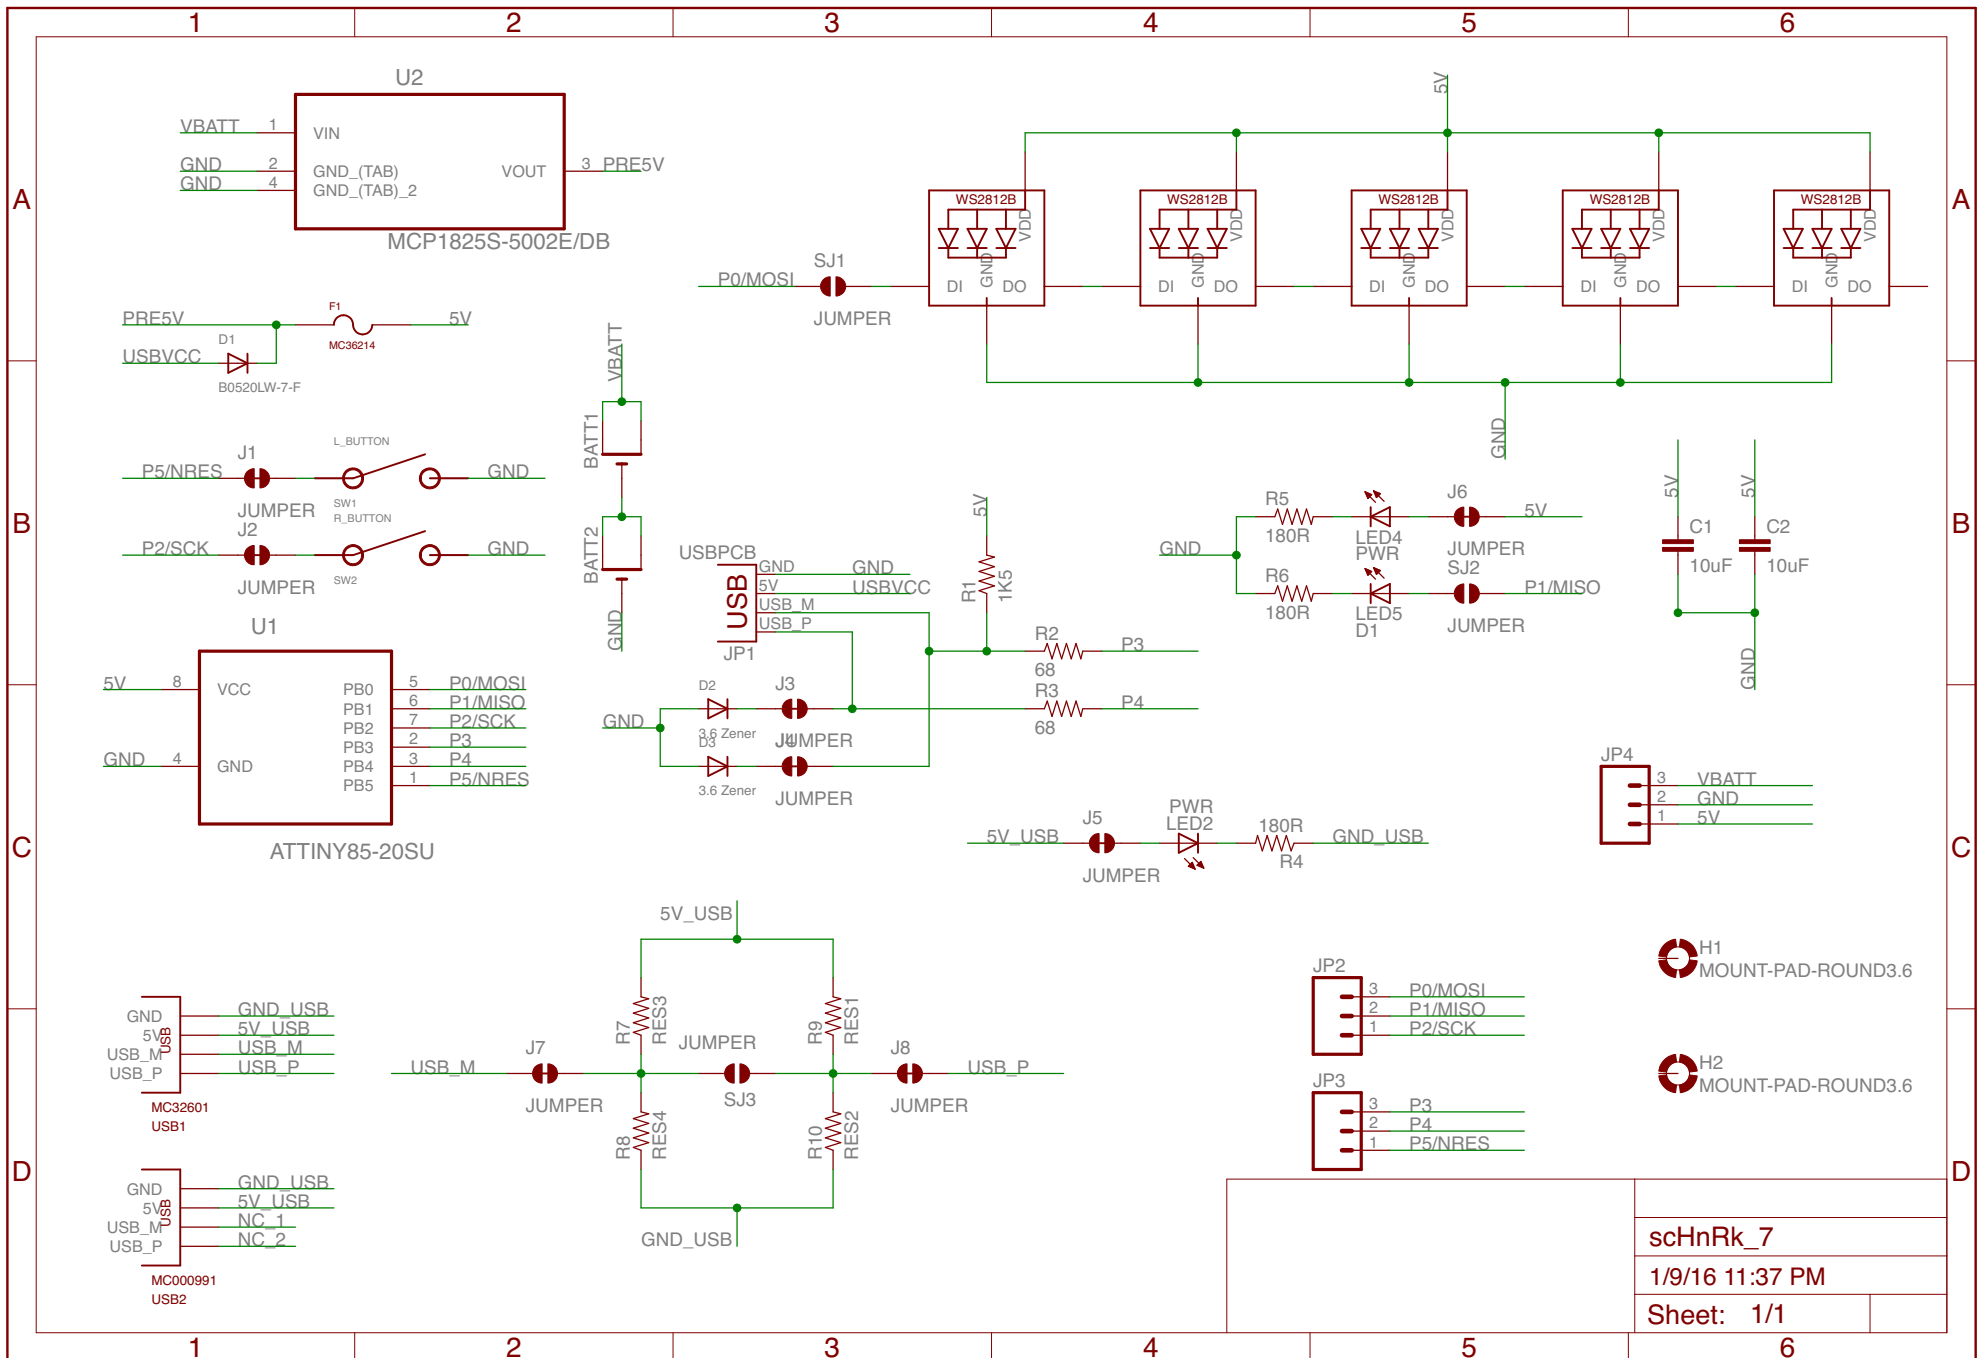 1 2 3 4 5 6
A
A
B
B
C
C
D
D
U2
VBATT 1 VIN
GND 2 GND_(TAB)
GND 4 GND_(TAB)_2
VOUT 3 PRE5V
MCP1825S-5002E/DB
PRE5V
F1
5V
MC36214
D1
USBVCC
B0520LW-7-F
L_BUTTON
J1
P5/NRES
GND
JUMPER
SW1
R_BUTTON
J2
P2/SCK
GND
JUMPER
SW2
VBATT
BATT1
BATT2
GND
5V
WS2812B
VDD
GND
DI
DO
WS2812B
VDD
GND
DI
DO
WS2812B
VDD
GND
DI
DO
WS2812B
VDD
GND
DI
DO
WS2812B
VDD
GND
DI
DO
SJ1
P0/MOSI
JUMPER
GND
U1
5V 8 VCC
GND 4 GND
PB0 5 P0/MOSI
PB1 6 P1/MISO
PB2 7 P2/SCK
PB3 2 P3
PB4 3 P4
PB5 1 P5/NRES
ATTINY85-20SU
USBPCB
USB
GND GND
5V USBVCC
USB_M
USB_P
JP1
5V
R1
1K5
R2
P3
68
R3
P4
68
GND
D2
3.6 Zener
J3
JUMPER
D3
3.6 Zener
J4
JUMPER
GND
R5
180R
LED4
PWR
J6
5V
JUMPER
R6
180R
LED5
D1
SJ2
P1/MISO
JUMPER
5V
5V
C1
10uF
C2
10uF
GND
JP4
3 VBATT
2 GND
1 5V
5V_USB
J5
JUMPER
PWR
LED2
180R
R4
GND_USB
5V_USB
R7
RES3
R9
RES1
USB_M
J7
JUMPER
JUMPER
SJ3
J8
JUMPER
USB_P
R8
RES4
R10
RES2
GND_USB
GND GND_USB
5V 5V_USB
USB_M USB_M
USB_P USB_P
USB
MC32601
USB1
GND GND_USB
5V 5V_USB
USB_M NC_1
USB_P NC_2
USB
MC000991
USB2
JP2
3 P0/MOSI
2 P1/MISO
1 P2/SCK
JP3
3 P3
2 P4
1 P5/NRES
H1
MOUNT-PAD-ROUND3.6
H2
MOUNT-PAD-ROUND3.6
scHnRk_7
1/9/16 11:37 PM
Sheet: 1/1
1 2 3 4 5 6